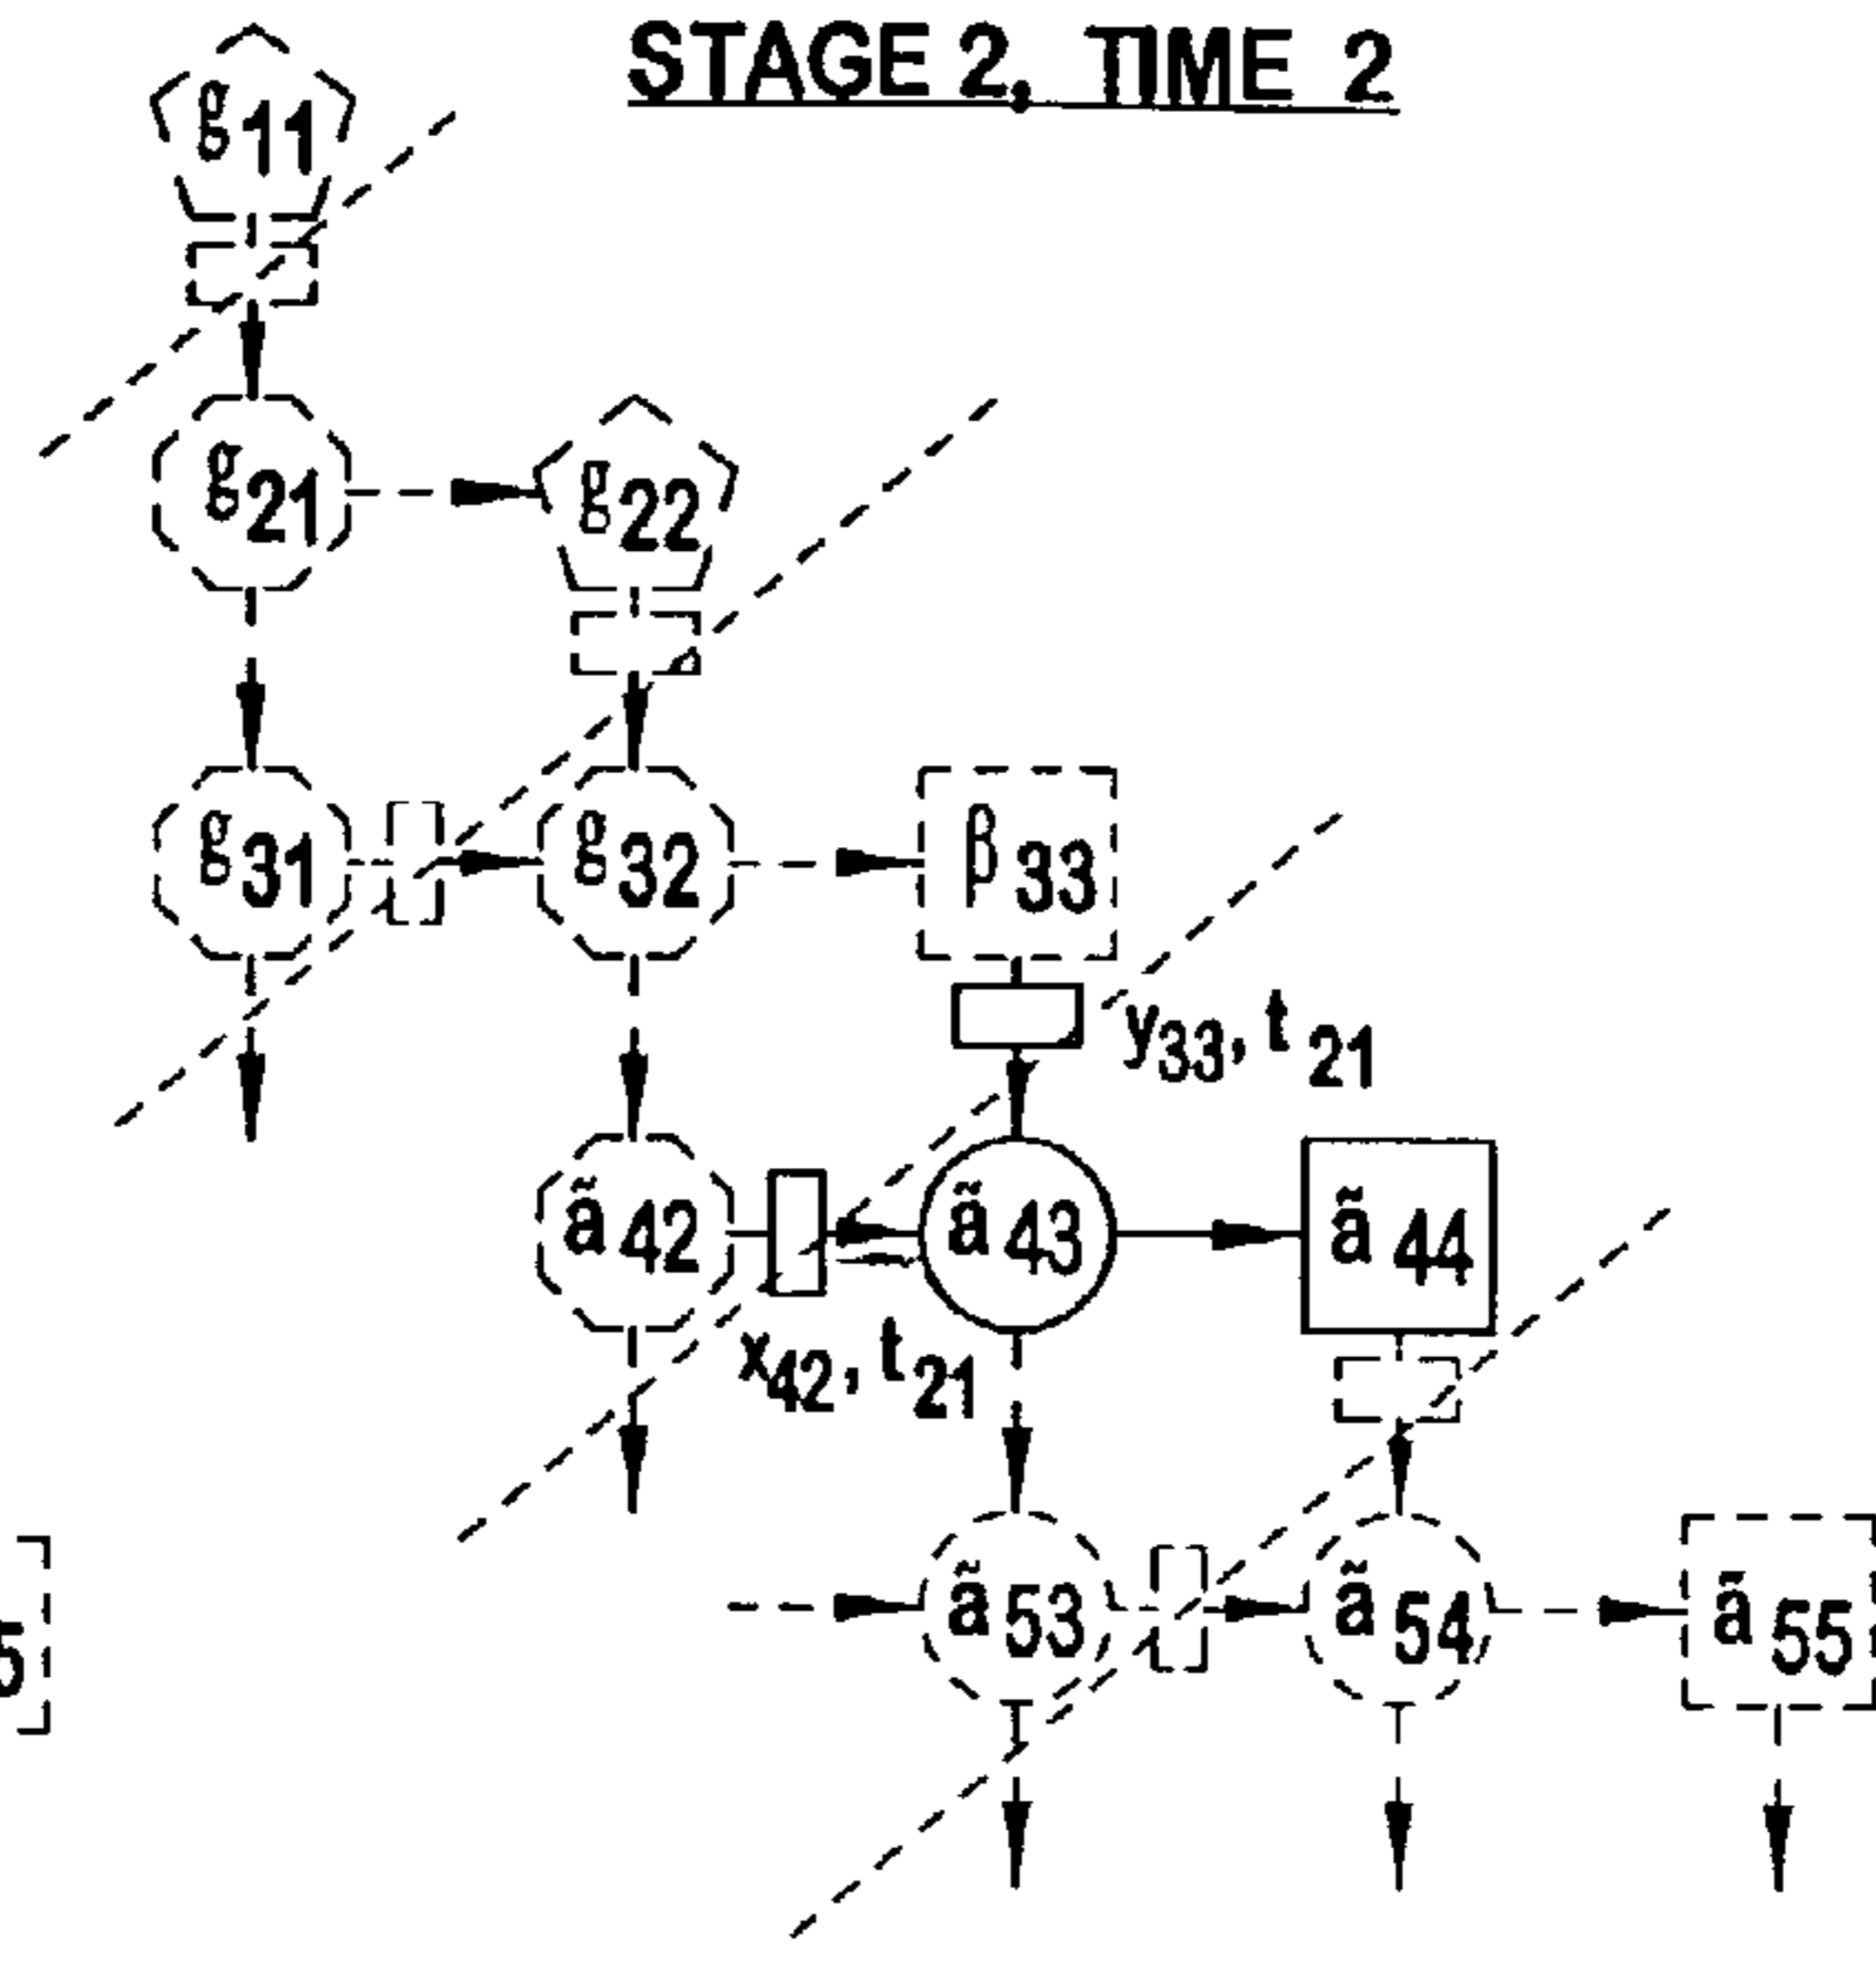 STAGE 2. TIME 2
g11
g21
g22
g31
g32
β33
y33, t21
ã42
ã43
ã44
x42, t21
ã53
ã54
ã55
5